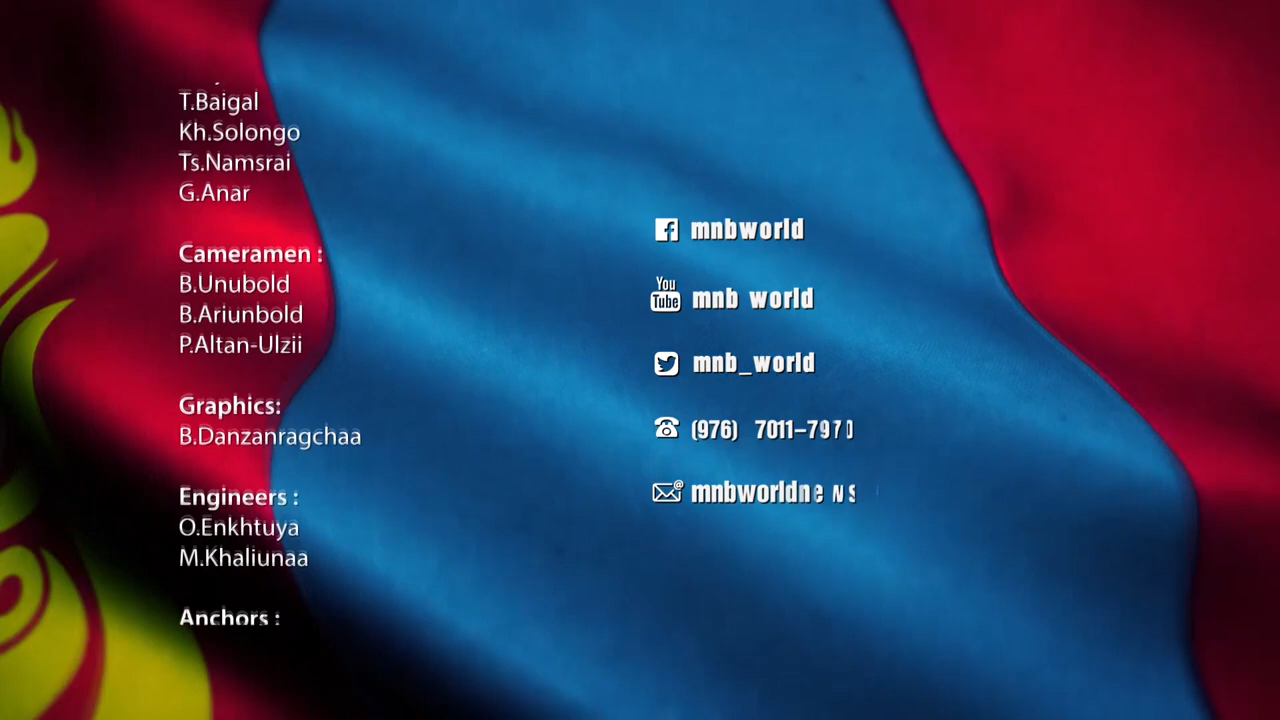 T.Baigal
Kh.Solongo
Ts.Namsrai
G.Anar
Cameramen :
B.Unubold
B.Ariunbold
P.Altan-Ulzii
Graphics:
B.Danzanragchaa
Engineers :
O.Enkhtuya
M.Khaliunaa
Anchors :
mnbworld
You Tube mnb world
mnb_world
(976) 7011-797